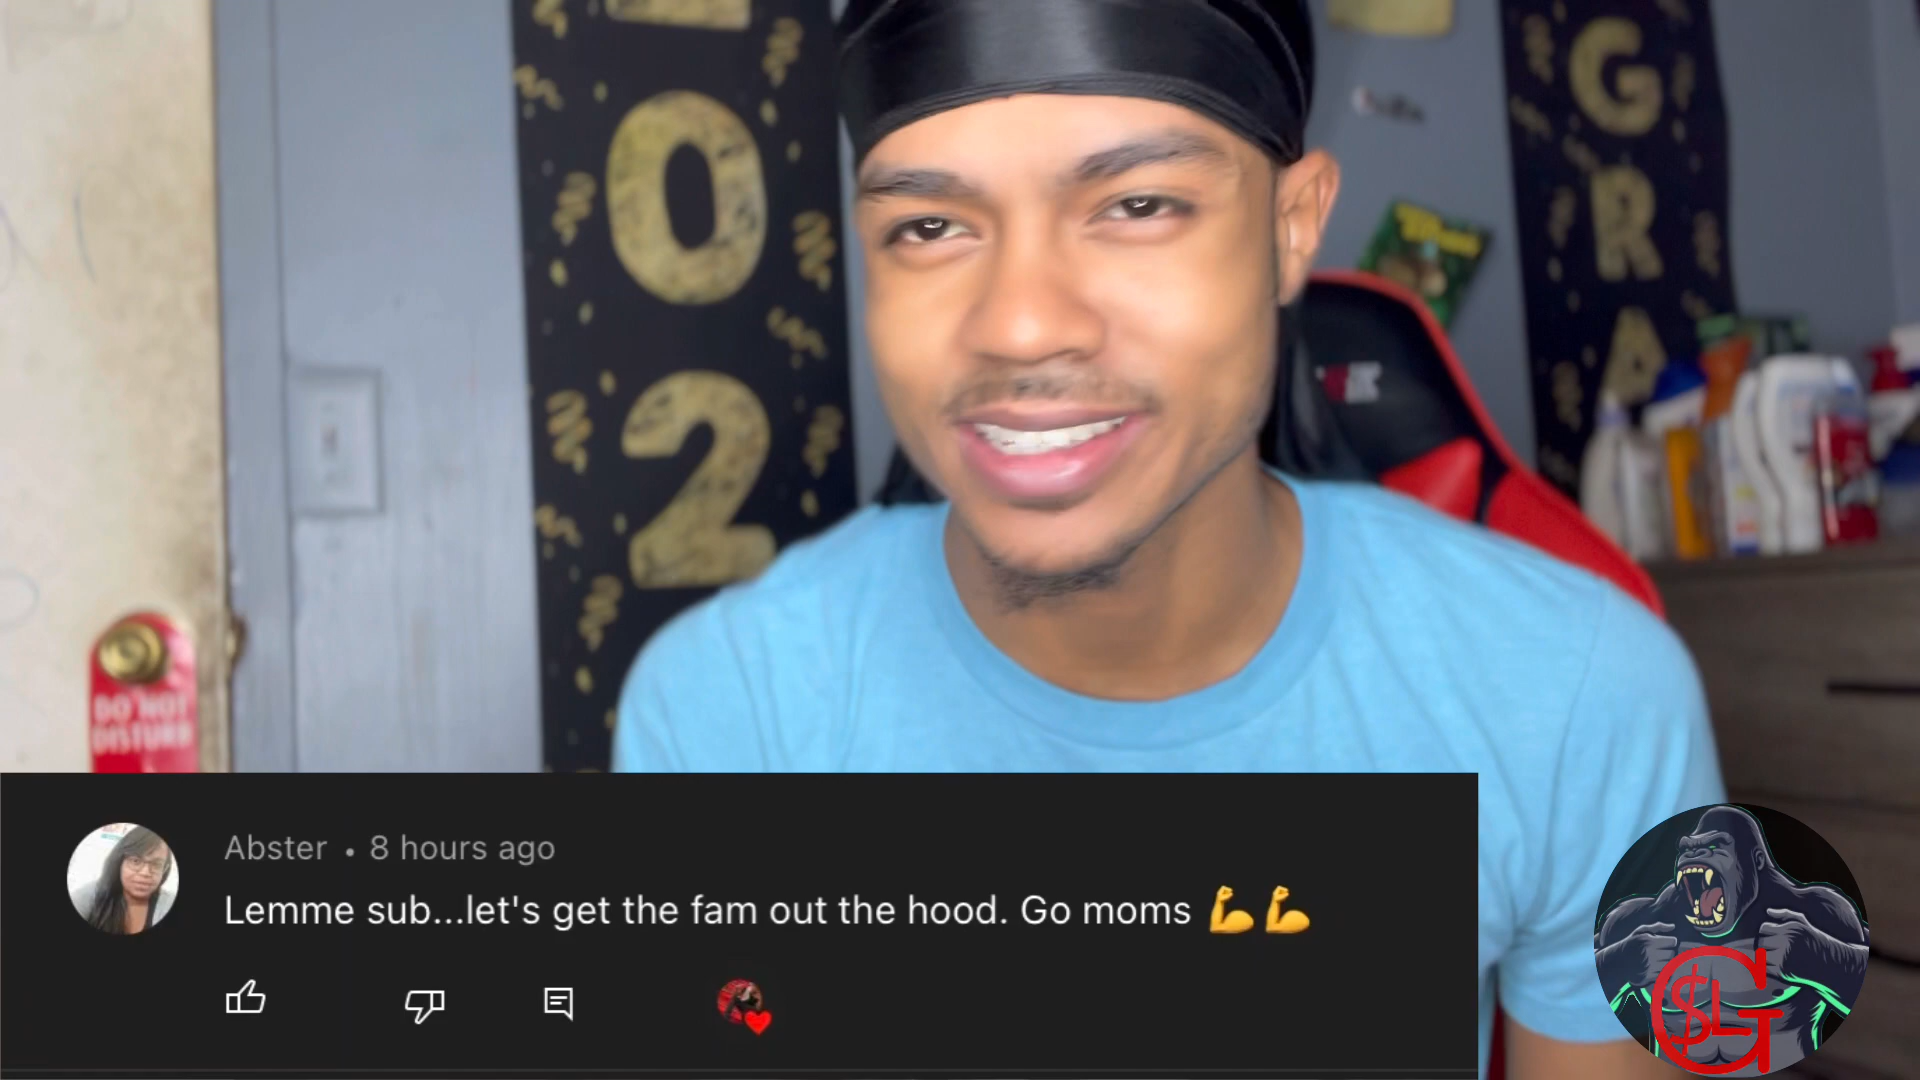 0
2
G
R
A
DO NOT
DISTURB
Abster • 8 hours ago
Lemme sub...let's get the fam out the hood. Go moms 💪💪
G$LT